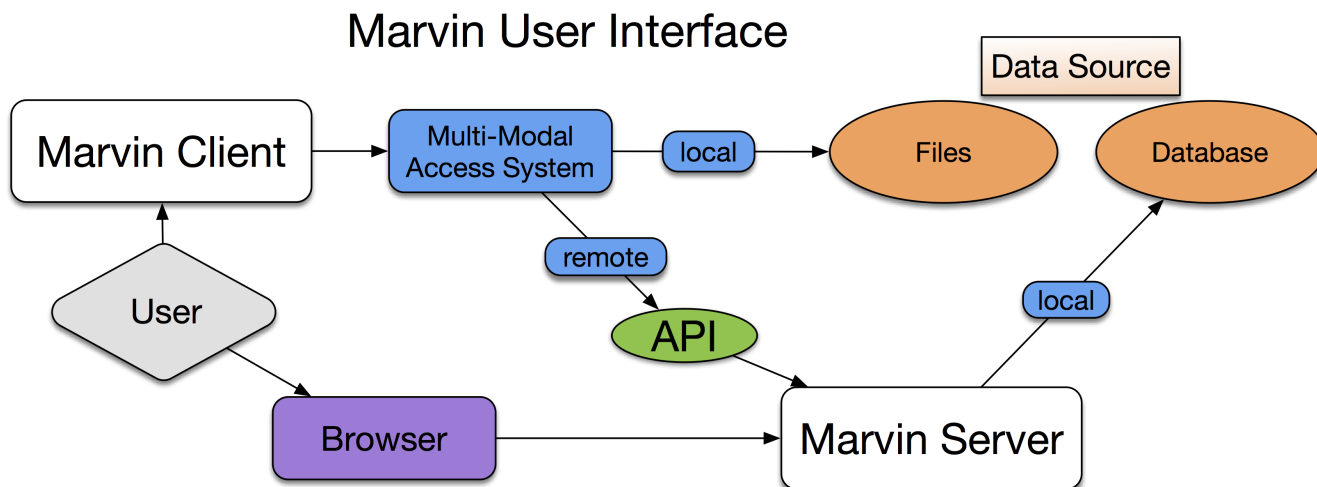 Marvin User Interface
Data Source
Marvin Client
Multi-Modal
Access System
local
Files
Database
remote
User
local
API
Browser
Marvin Server